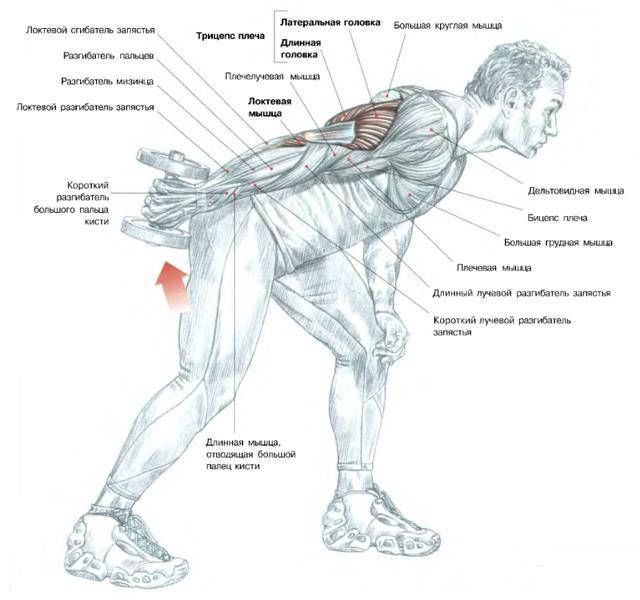 Локтевой сгибатель запястья
Разгибатель пальцев
Разгибатель мизинца
Локтевой разгибатель запястья
Короткий
разгибатель
большого пальца
кисти
Трицепс плеча
Латеральная головка
Длинная
головка
Плечелучевая мышца
Локтевая
мышца
Большая круглая мышца
Дельтовидная мышца
Бицепс плеча
Большая грудная мышца
Плечевая мышца
Длинный лучевой разгибатель запястья
Короткий лучевой разгибатель
запястья
Длинная мышца,
отводящая большой
палец кисти